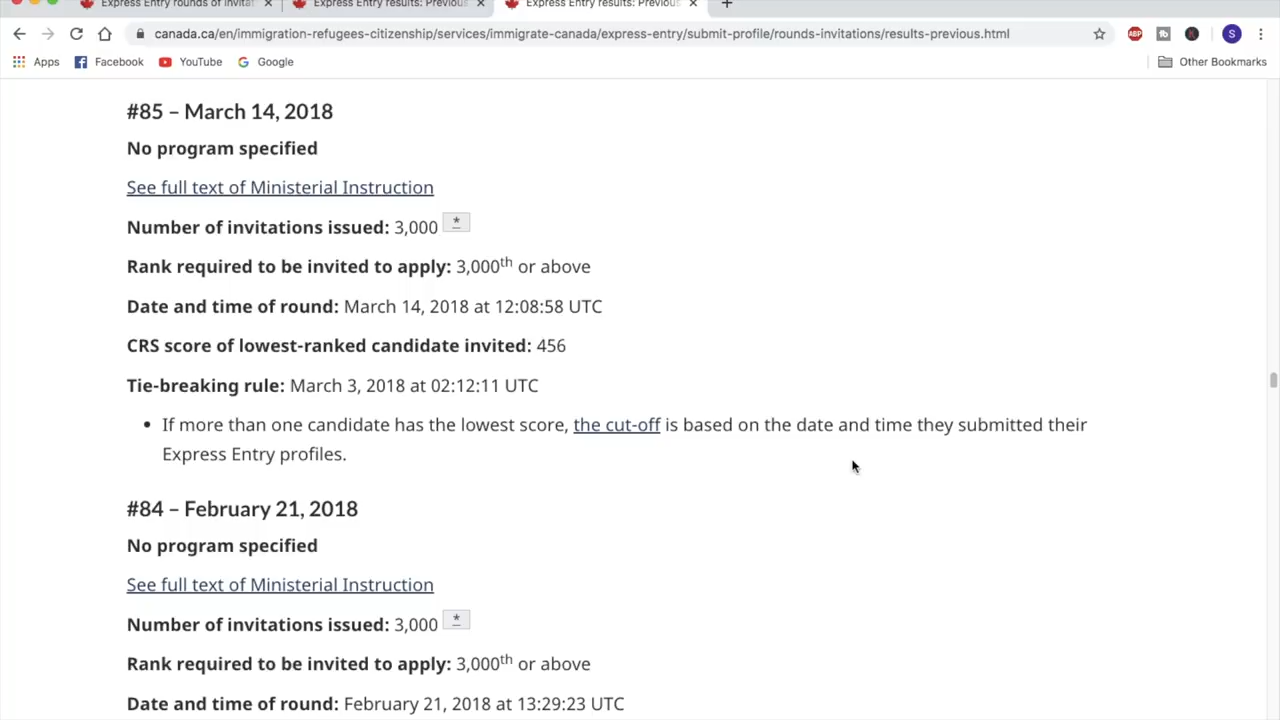 Express Entry rounds of invitat
Express Entry results: Previous
Express Entry results: Previous
canada.ca/en/immigration-refugees-citizenship/services/immigrate-canada/express-entry/submit-profile/rounds-invitations/results-previous.html
ABP
S
Apps
Facebook
YouTube
Google
Other Bookmarks
#85 – March 14, 2018
No program specified
See full text of Ministerial Instruction
Number of invitations issued: 3,000 *
Rank required to be invited to apply: 3,000th or above
Date and time of round: March 14, 2018 at 12:08:58 UTC
CRS score of lowest-ranked candidate invited: 456
Tie-breaking rule: March 3, 2018 at 02:12:11 UTC
• If more than one candidate has the lowest score, the cut-off is based on the date and time they submitted their
Express Entry profiles.
#84 – February 21, 2018
No program specified
See full text of Ministerial Instruction
Number of invitations issued: 3,000 *
Rank required to be invited to apply: 3,000th or above
Date and time of round: February 21, 2018 at 13:29:23 UTC